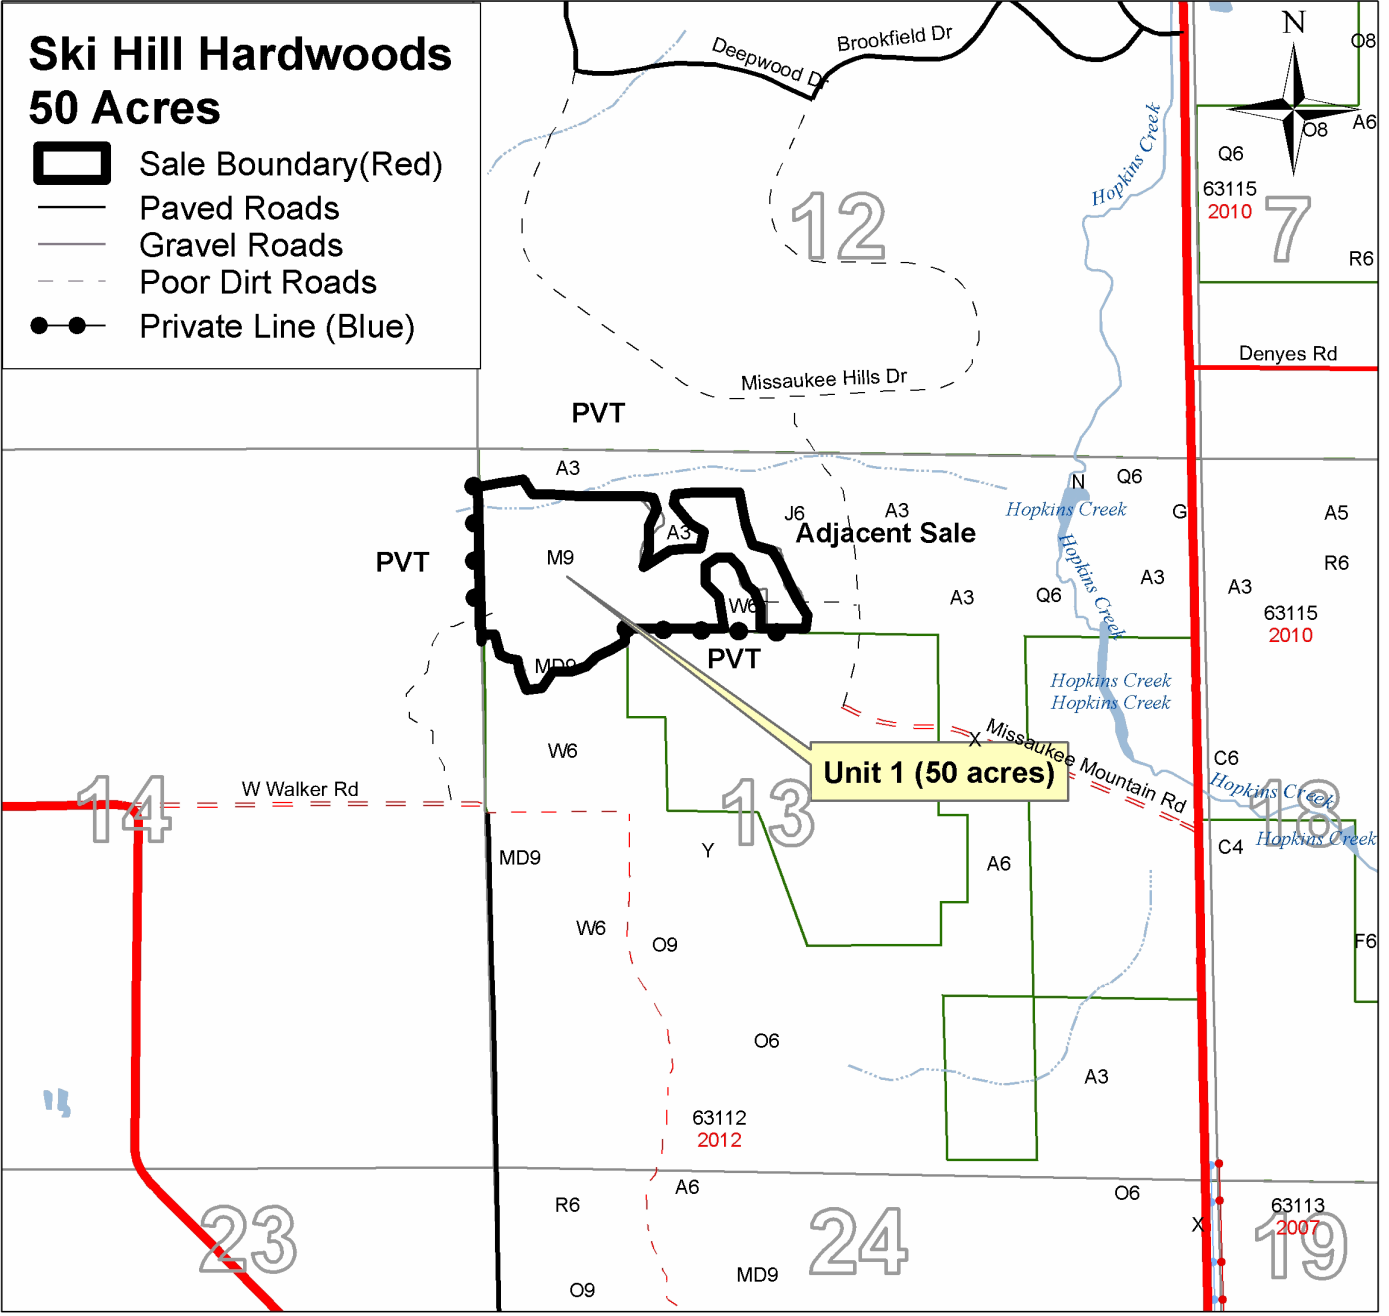 Ski Hill Hardwoods
50 Acres
Sale Boundary(Red)
Paved Roads
Gravel Roads
Poor Dirt Roads
Private Line (Blue)
Deepwood Dr
Brookfield Dr
N
O8
O8
A6
Q6
63115
2010
7
R6
Hopkins Creek
12
Denyes Rd
Missaukee Hills Dr
PVT
A3
N
Q6
Hopkins Creek
G
A5
J6
A3
Adjacent Sale
A3
M9
PVT
Hopkins Creek
R6
A3
A3
W6
A3
Q6
63115
2010
MD9
PVT
Hopkins Creek
Hopkins Creek
W6
X
Missaukee Mountain Rd
Unit 1 (50 acres)
C6
Hopkins Creek
W Walker Rd
14
13
18
Hopkins Creek
C4
MD9
Y
A6
W6
O9
F6
O6
A3
63112
2012
A6
O6
R6
X
63113
2007
23
24
19
MD9
O9